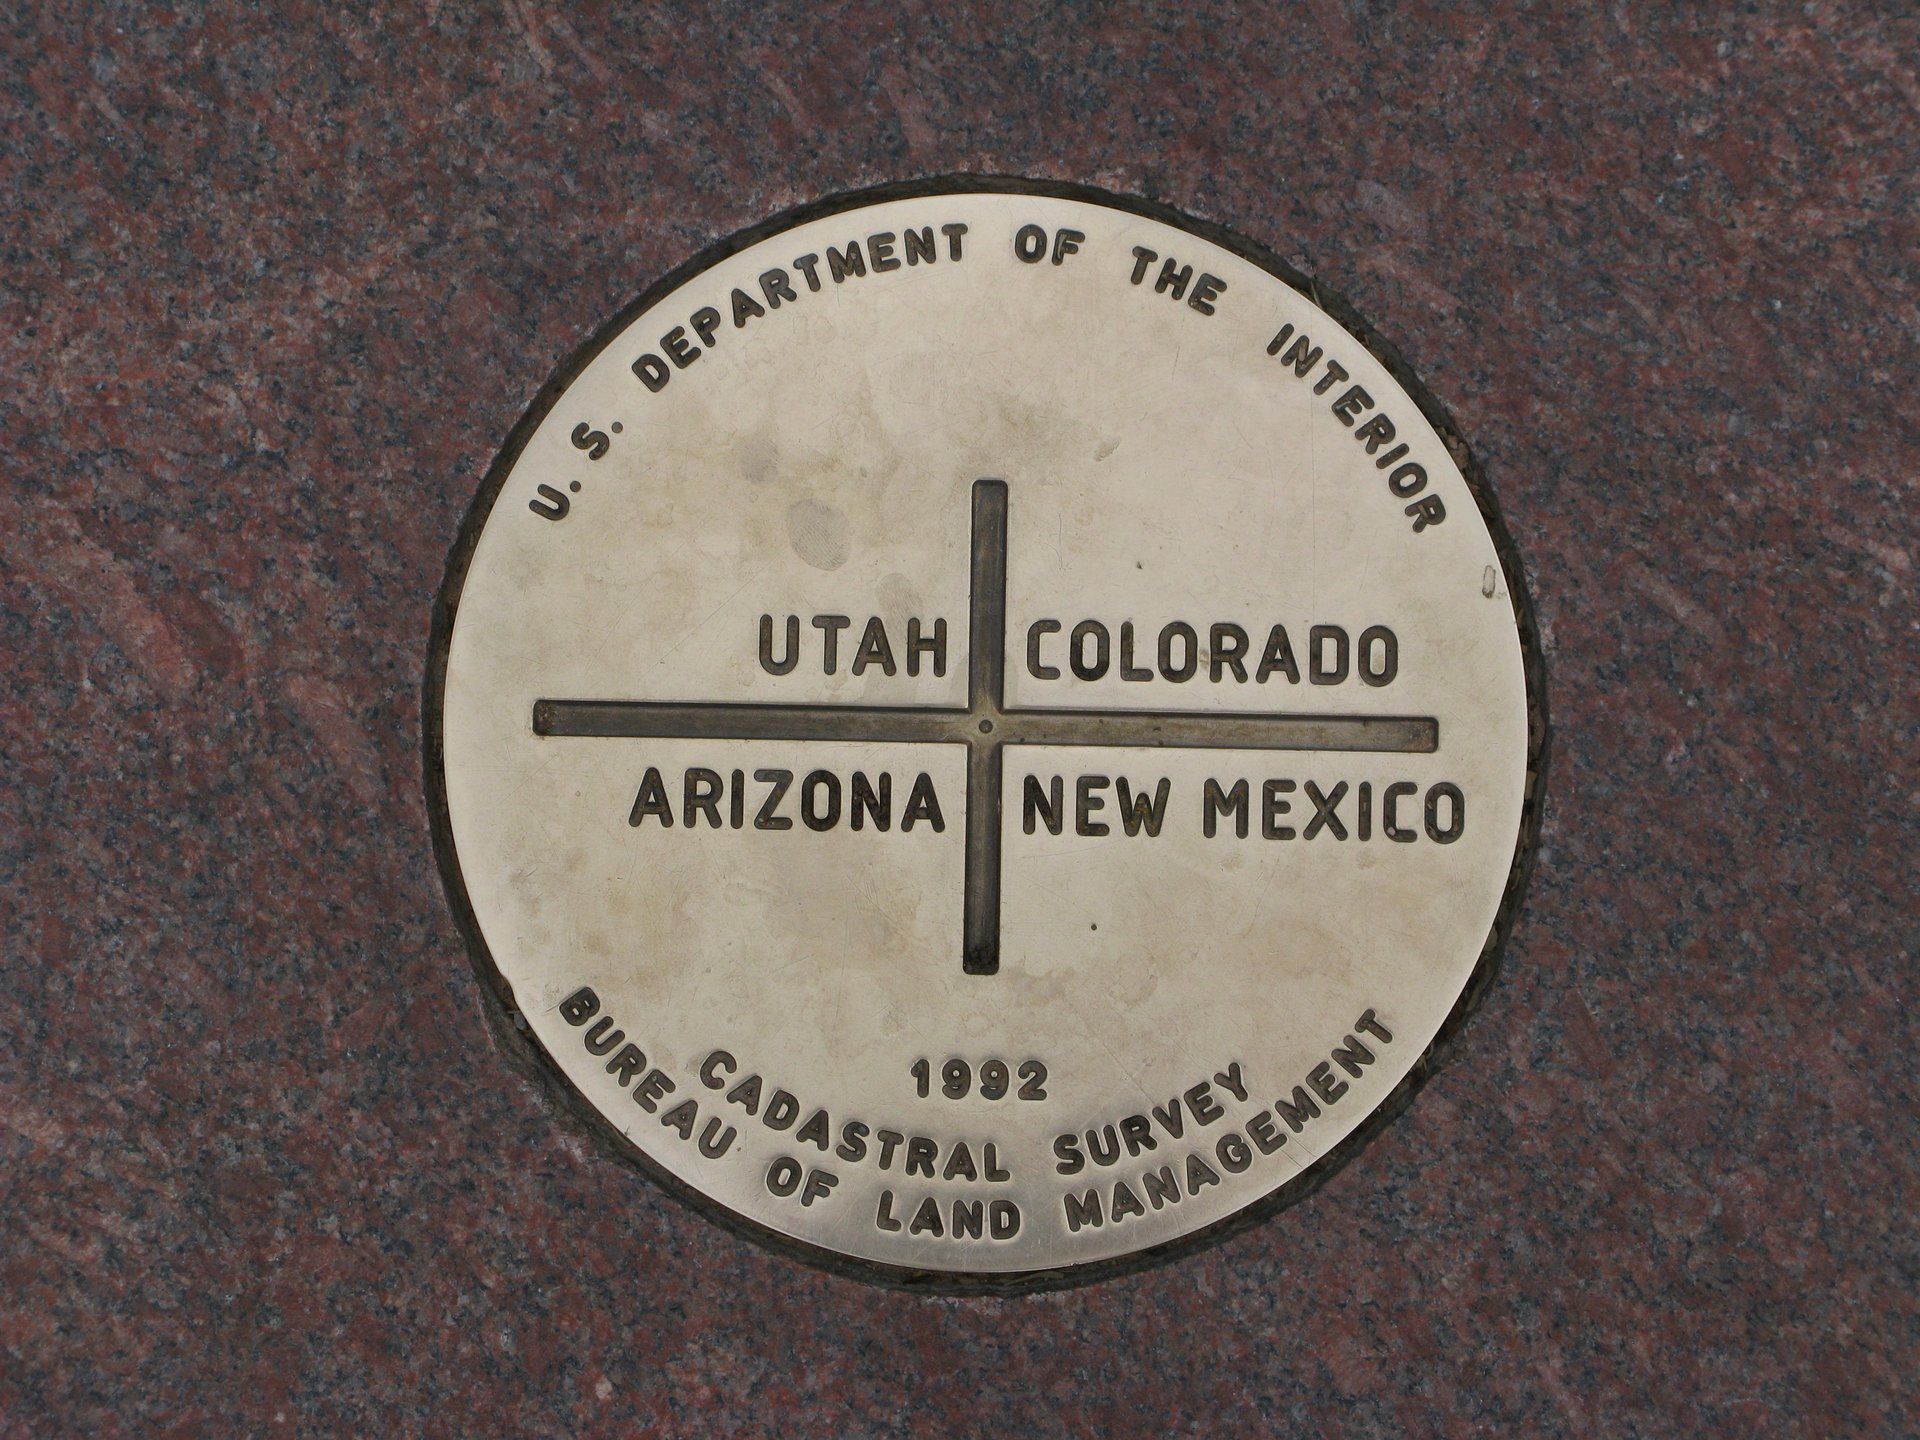 U. S. DEPARTMENT OF THE INTERIOR
UTAH COLORADO
ARIZONA NEW MEXICO
1992
CADASTRAL SURVEY
BUREAU OF LAND MANAGEMENT